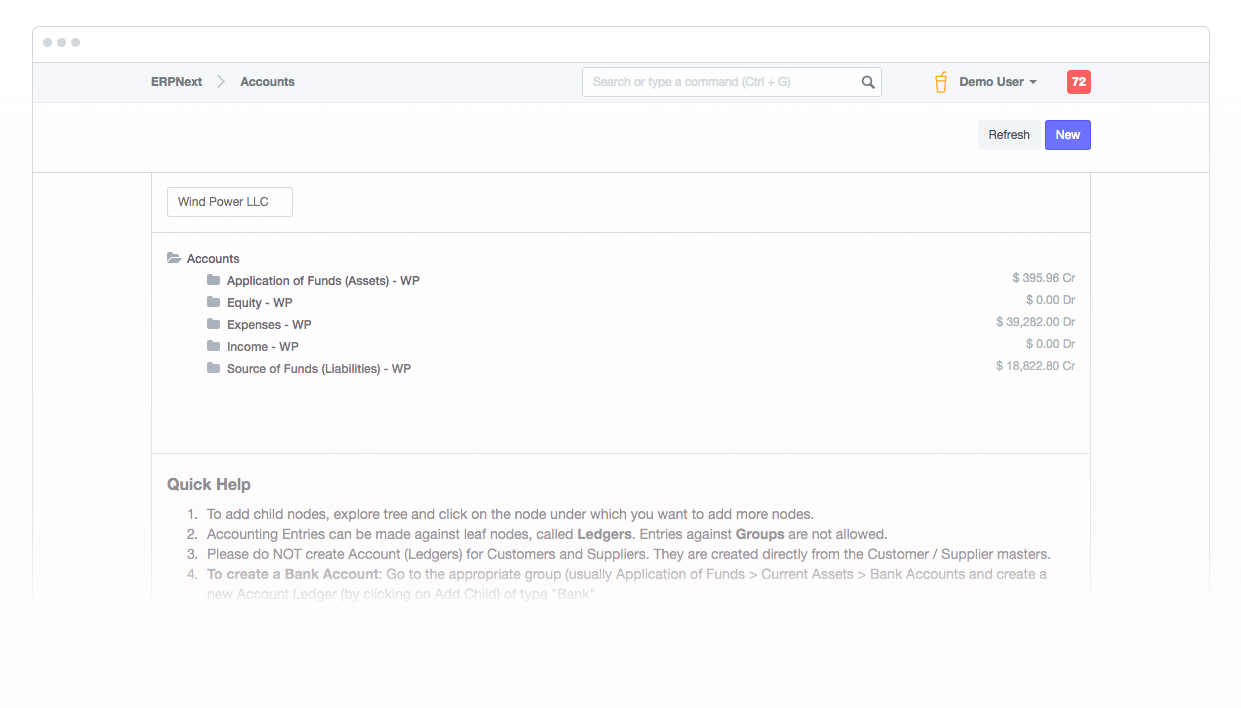 ERPNext Accounts Search or type a command (Ctrl + G) Demo User 72
Refresh New
Wind Power LLC
Accounts
Application of Funds (Assets) - WP $ 395.96 Cr
Equity - WP $ 0.00 Dr
Expenses - WP $ 39,282.00 Dr
Income - WP $ 0.00 Dr
Source of Funds (Liabilities) - WP $ 18,822.80 Cr
Quick Help
1. To add child nodes, explore tree and click on the node under which you want to add more nodes.
2. Accounting Entries can be made against leaf nodes, called Ledgers. Entries against Groups are not allowed.
3. Please do NOT create Account (Ledgers) for Customers and Suppliers. They are created directly from the Customer / Supplier masters.
4. To create a Bank Account: Go to the appropriate group (usually Application of Funds > Current Assets > Bank Accounts and create a
new Account Ledger (by clicking on Add Child) of type "Bank"